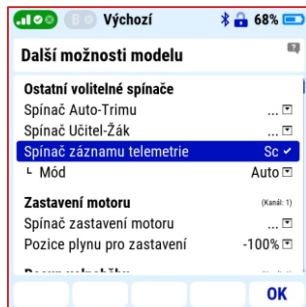 B Výchozí 68%
Další možnosti modelu
Ostatní volitelné spínače
Spínač Auto-Trimu ...
Spínač Učitel-Žák ...
Spínač záznamu telemetrie Sc
Mód Auto
Zastavení motoru (Kanál: 1)
Spínač zastavení motoru ...
Pozice plynu pro zastavení -100%
OK